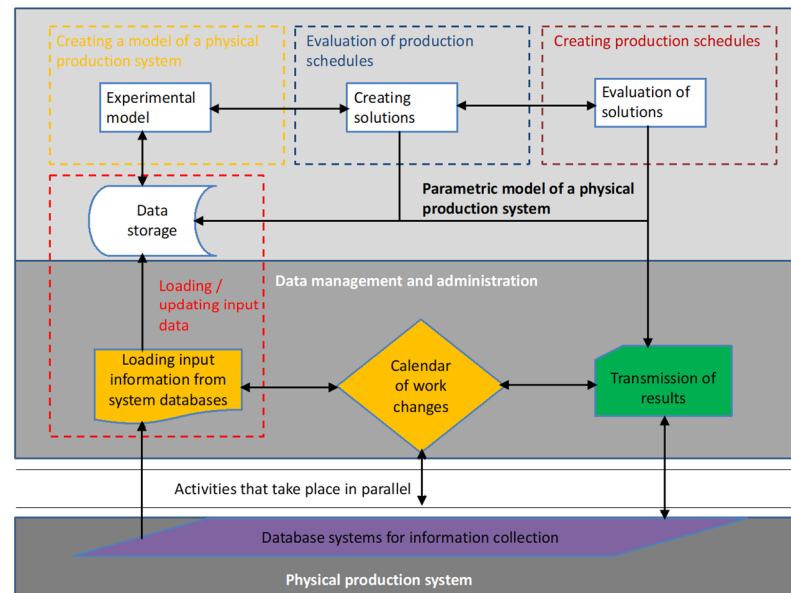 Creating a model of a physical
production system
Evaluation of production
schedules
Creating production schedules
Experimental
model
Creating
solutions
Evaluation of
solutions
Parametric model of a physical
production system
Data
storage
Data management and administration
Loading /
updating input
data
Loading input
information from
system databases
Calendar
of work
changes
Transmission of
results
Activities that take place in parallel
Database systems for information collection
Physical production system